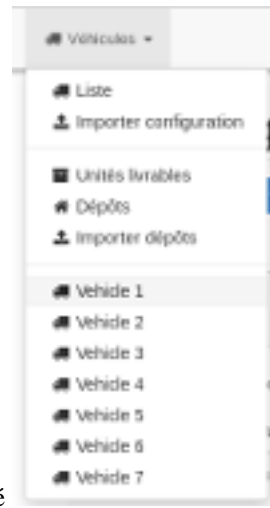 Véhicules
Liste
Importer configuration
Unités livrables
Dépôts
Importer dépôts
Vehicle 1
Vehicle 2
Vehicle 3
Vehicle 4
Vehicle 5
Vehicle 6
Vehicle 7
é